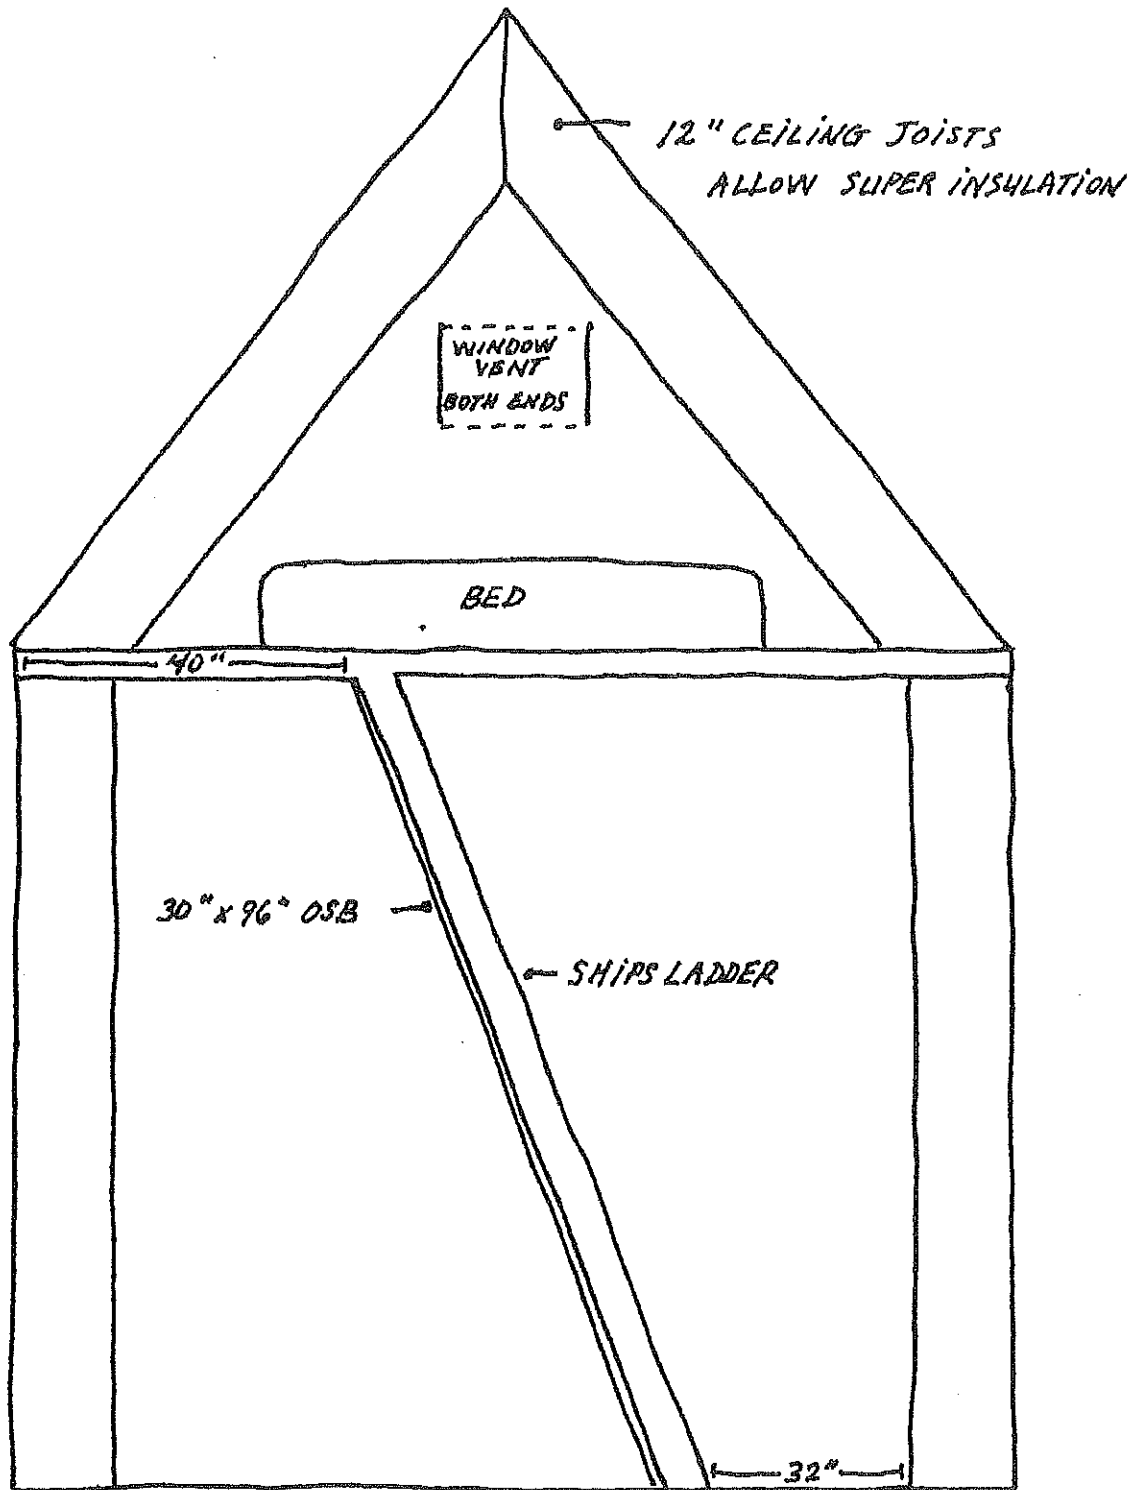 12" CEILING JOISTS
ALLOW SUPER INSULATION
WINDOW
VENT
BOTH ENDS
BED
40"
30" x 96" OSB
SHIPS LADDER
32"